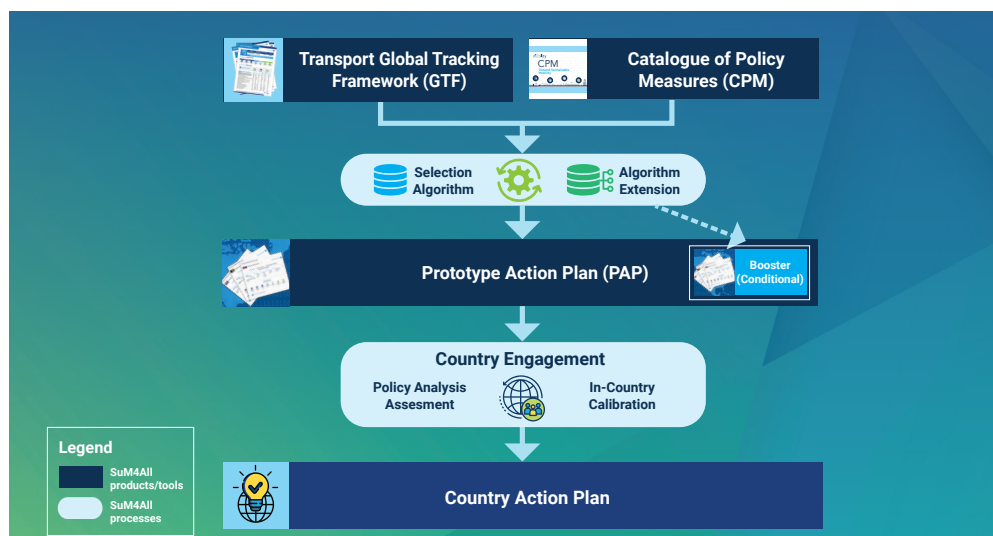 Transport Global Tracking
Framework (GTF)
CPM
Catalogue of Policy
Measures (CPM)
Selection
Algorithm
Algorithm
Extension
Prototype Action Plan (PAP)
Booster
(Conditional)
Country Engagement
Policy Analysis
Assesment
In-Country
Calibration
Legend
SuM4All
products/tools
SuM4All
processes
Country Action Plan